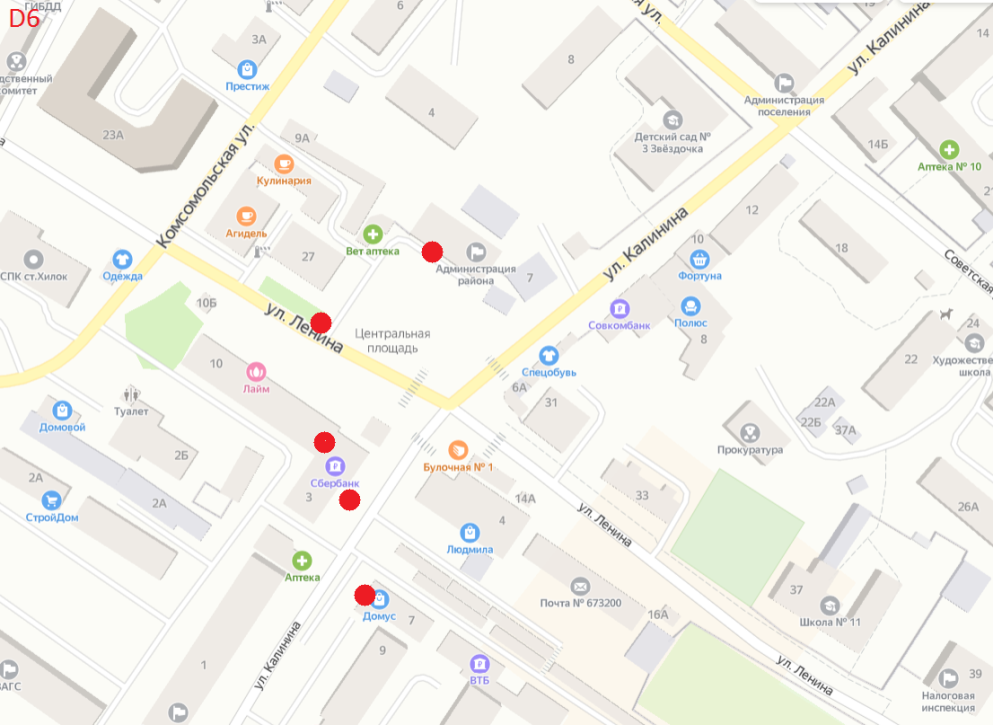 D6
ГИБДД
6
ул.
ул. Калинина
19
14
3А
Престиж
8
Администрация
поселения
4
23А
Детский сад №
3 Звёздочка
14Б
Аптека № 10
9А
Кулинария
Комсомольская ул.
Агидель
Вет аптека
27
Администрация
района
7
ул. Калинина
12
10
Фортуна
18
Советская
СПК ст.Хилок
Одежда
10Б
ул. Ленина
Центральная
площадь
Совкомбанк
Полюс
8
24
22
школа
10
Лайм
Спецобувь
6А
31
22А
22Б
37А
Туалет
Домовой
2Б
Булочная № 1
Прокуратура
Сбербанк
3
2А
2А
СтройДом
14А
4
Людмила
ул. Ленина
33
26А
Аптека
Домус
7
Почта № 673200
16А
37
Школа № 11
1
ул. Калинина
9
ВТБ
ул. Ленина
39
Налоговая
инспекция